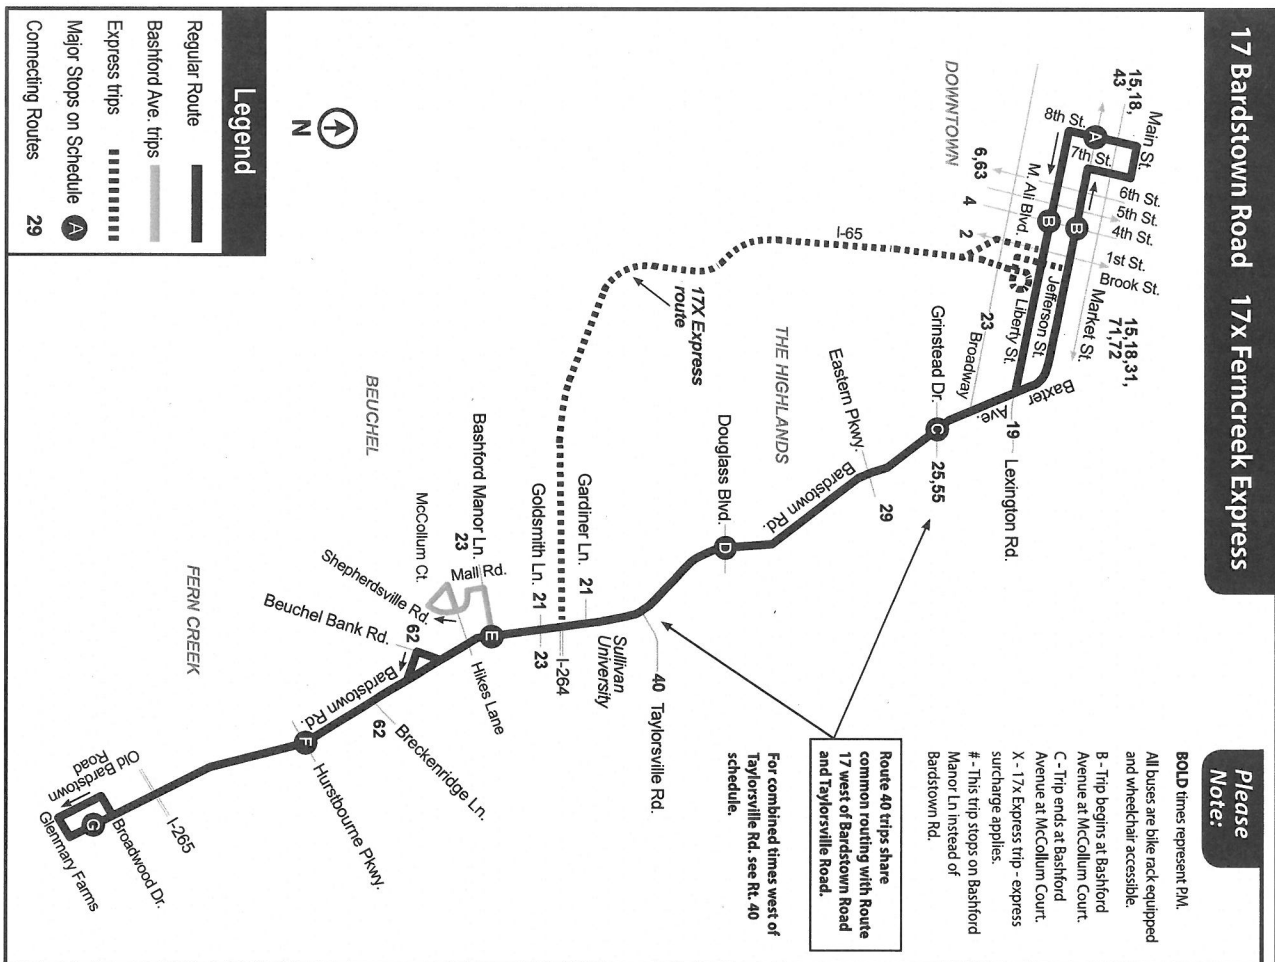 17 Bardstown Road 17x Ferncreek Express
Please
Note:
BOLD times represent P.M.
All buses are bike rack equipped
and wheelchair accessible.
B - Trip begins at Bashford
Avenue at McCollum Court.
C - Trip ends at Bashford
Avenue at McCollum Court.
X - 17x Express trip - express
surcharge applies.
# - This trip stops on Bashford
Manor Ln instead of
Bardstown Rd.
Route 40 trips share
common routing with Route
17 west of Bardstown Road
and Taylorsville Road.
For combined times west of
Taylorsville Rd. see Rt. 40
schedule.
15,18,
43
Main St.
8th St.
A
7th St.
6th St.
5th St.
4th St.
1st St.
Brook St.
Market St.
15,18,31,
71,72
DOWNTOWN
6,63
4
2
M. Ali Blvd.
B
B
Jefferson St.
Liberty St.
23
Broadway
Baxter
Ave.
19
Lexington Rd.
I-65
17X Express
route
Grinstead Dr.
C
25,55
THE HIGHLANDS
Eastern Pkwy.
29
Bardstown Rd.
Douglass Blvd.
D
40
Taylorsville Rd.
Sullivan
University
Gardiner Ln.
21
I-264
Goldsmith Ln.
21
23
BEUCHEL
Bashford Manor Ln.
23
E
Mall Rd.
McCollum Ct.
Hikes Lane
Shepherdsville Rd.
Beuchel Bank Rd.
62
Bardstown Rd.
62
Breckenridge Ln.
F
Hurstbourne Pkwy.
FERN CREEK
I-265
Old Bardstown
Road
Broadwood Dr.
G
Glenmary Farms
N
Legend
Regular Route
Bashford Ave. trips
Express trips
Major Stops on Schedule
A
Connecting Routes
29